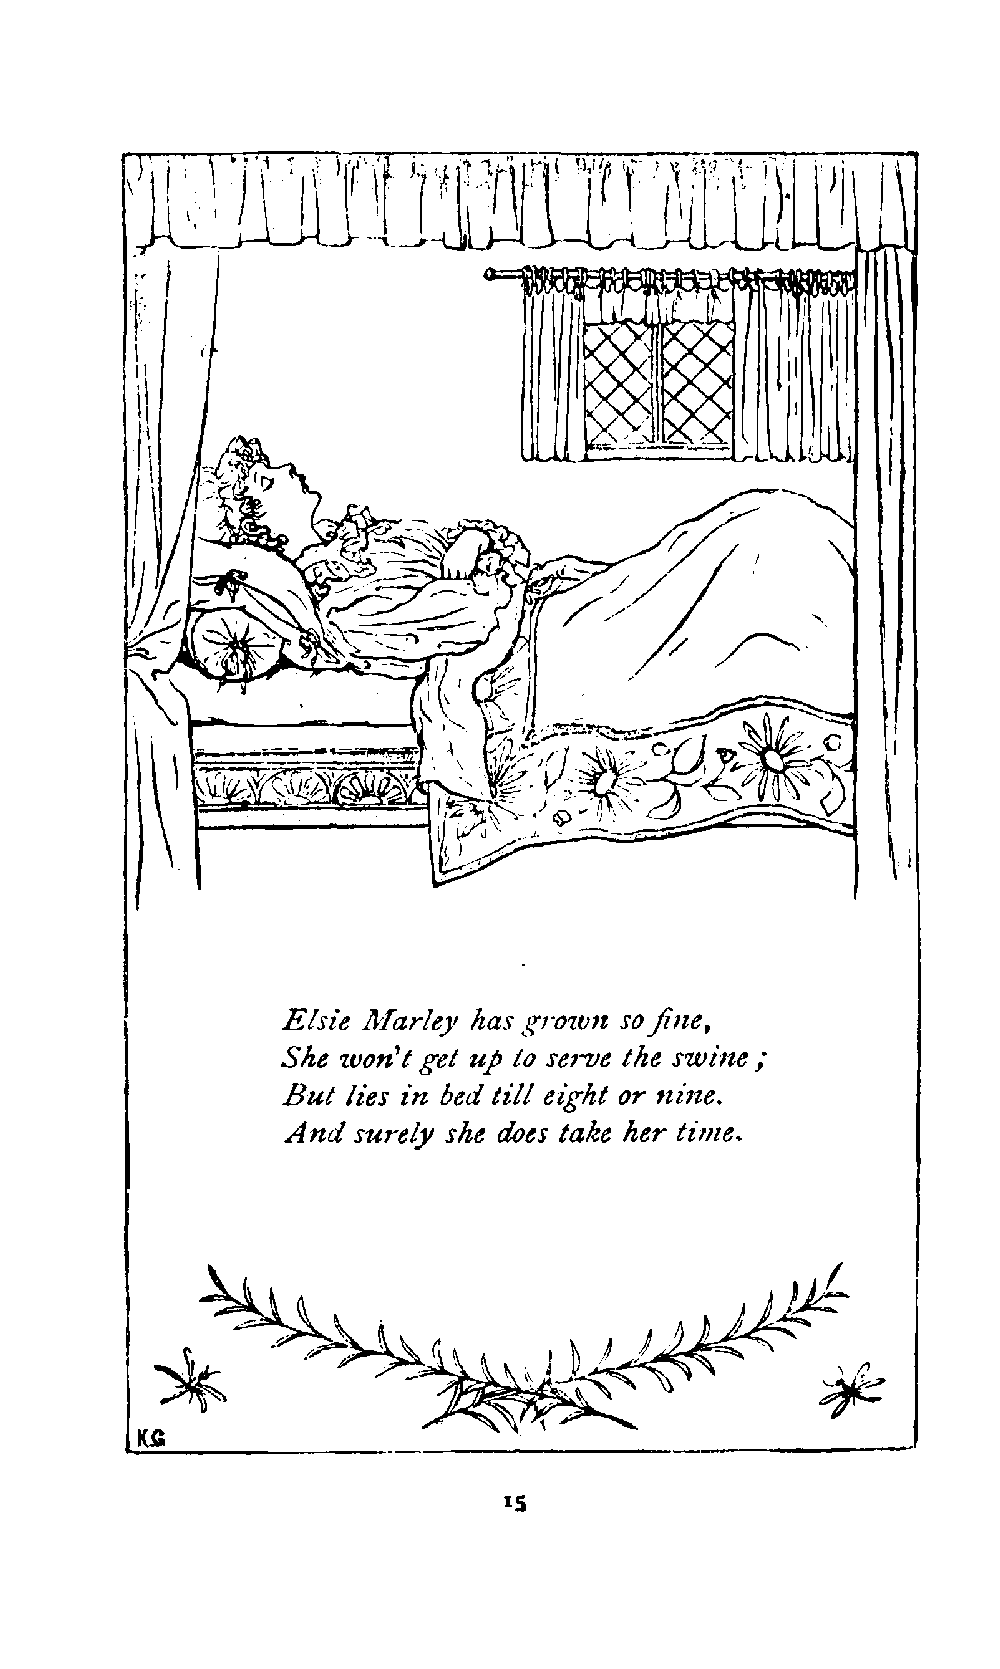 Elsie Marley has grown so fine,
She won't get up to serve the swine ;
But lies in bed till eight or nine.
And surely she does take her time.
KG
15